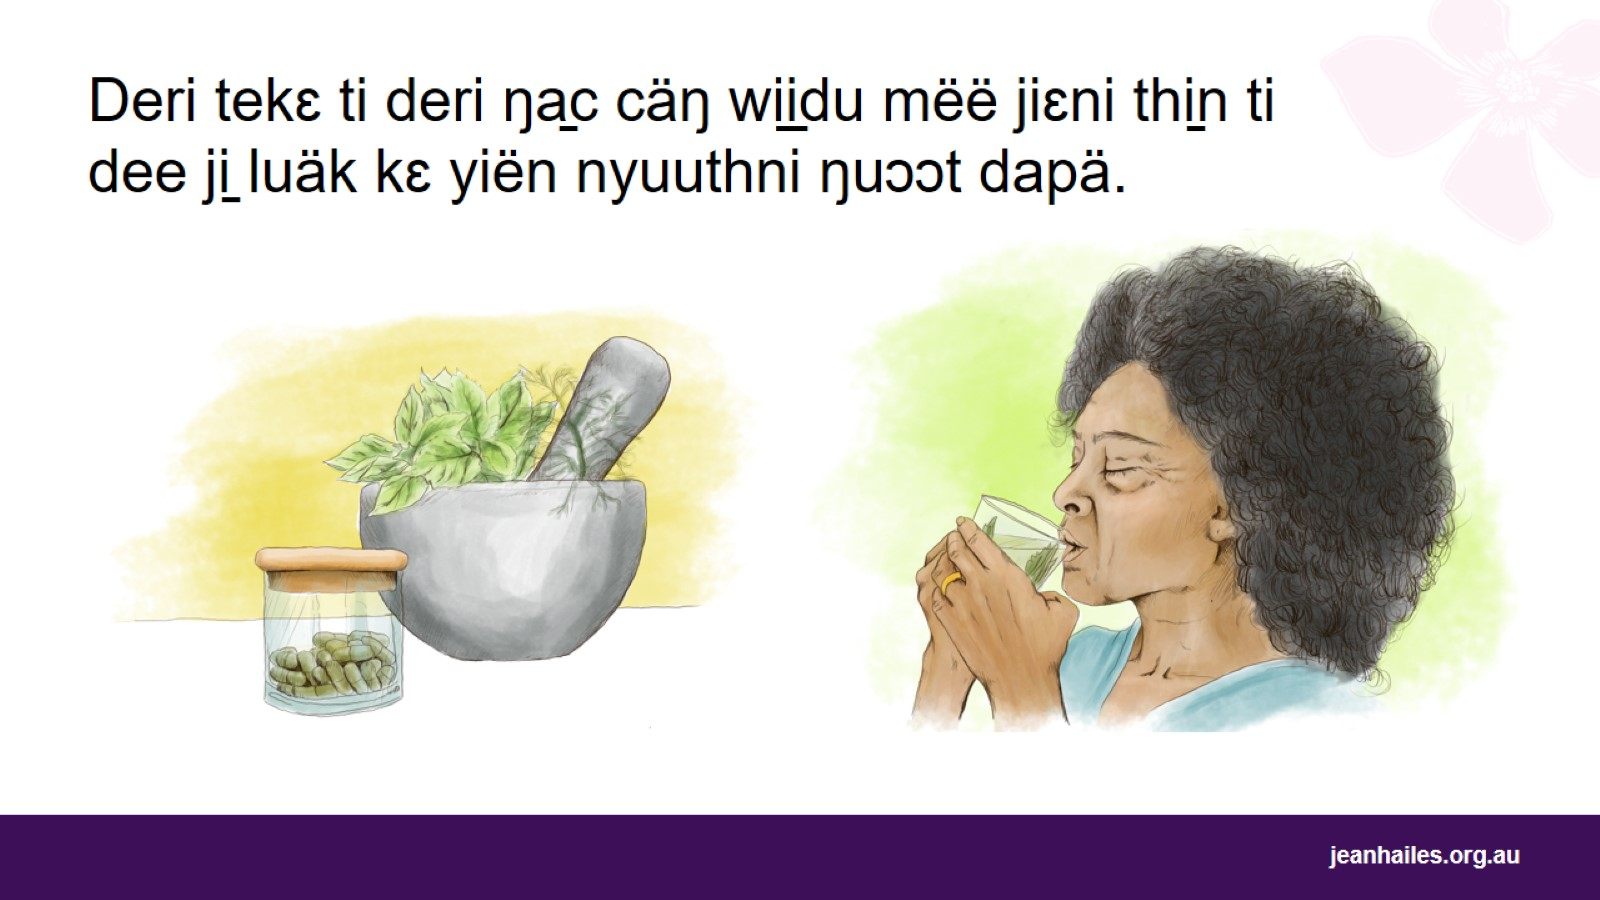 Deri tekɛ ti deri ŋa̱c cäŋ wi̱i̱du mëë jiɛni thi̱n ti
dee ji̱ luäk kɛ yiën nyuuthni ŋuɔɔt dapä.
jeanhailes.org.au